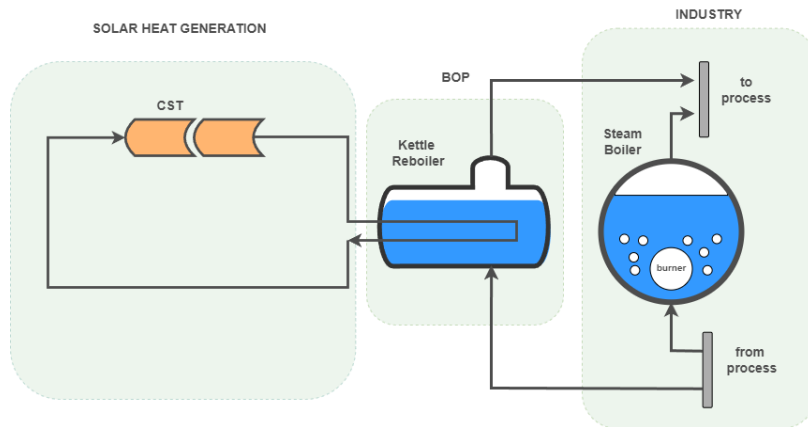 SOLAR HEAT GENERATION
INDUSTRY
BOP
CST
to
process
Kettle
Reboiler
Steam
Boiler
burner
from
process